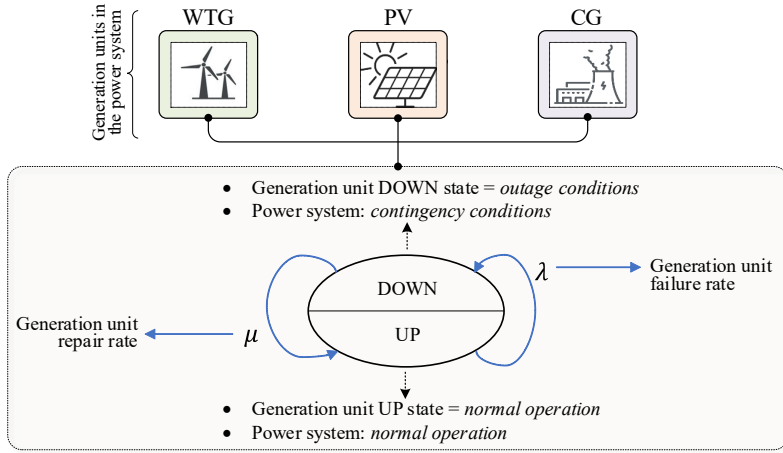 WTG
PV
CG
Generation units in
the power system
• Generation unit DOWN state = outage conditions
• Power system: contingency conditions
DOWN
UP
λ
Generation unit
failure rate
Generation unit
repair rate
μ
• Generation unit UP state = normal operation
• Power system: normal operation